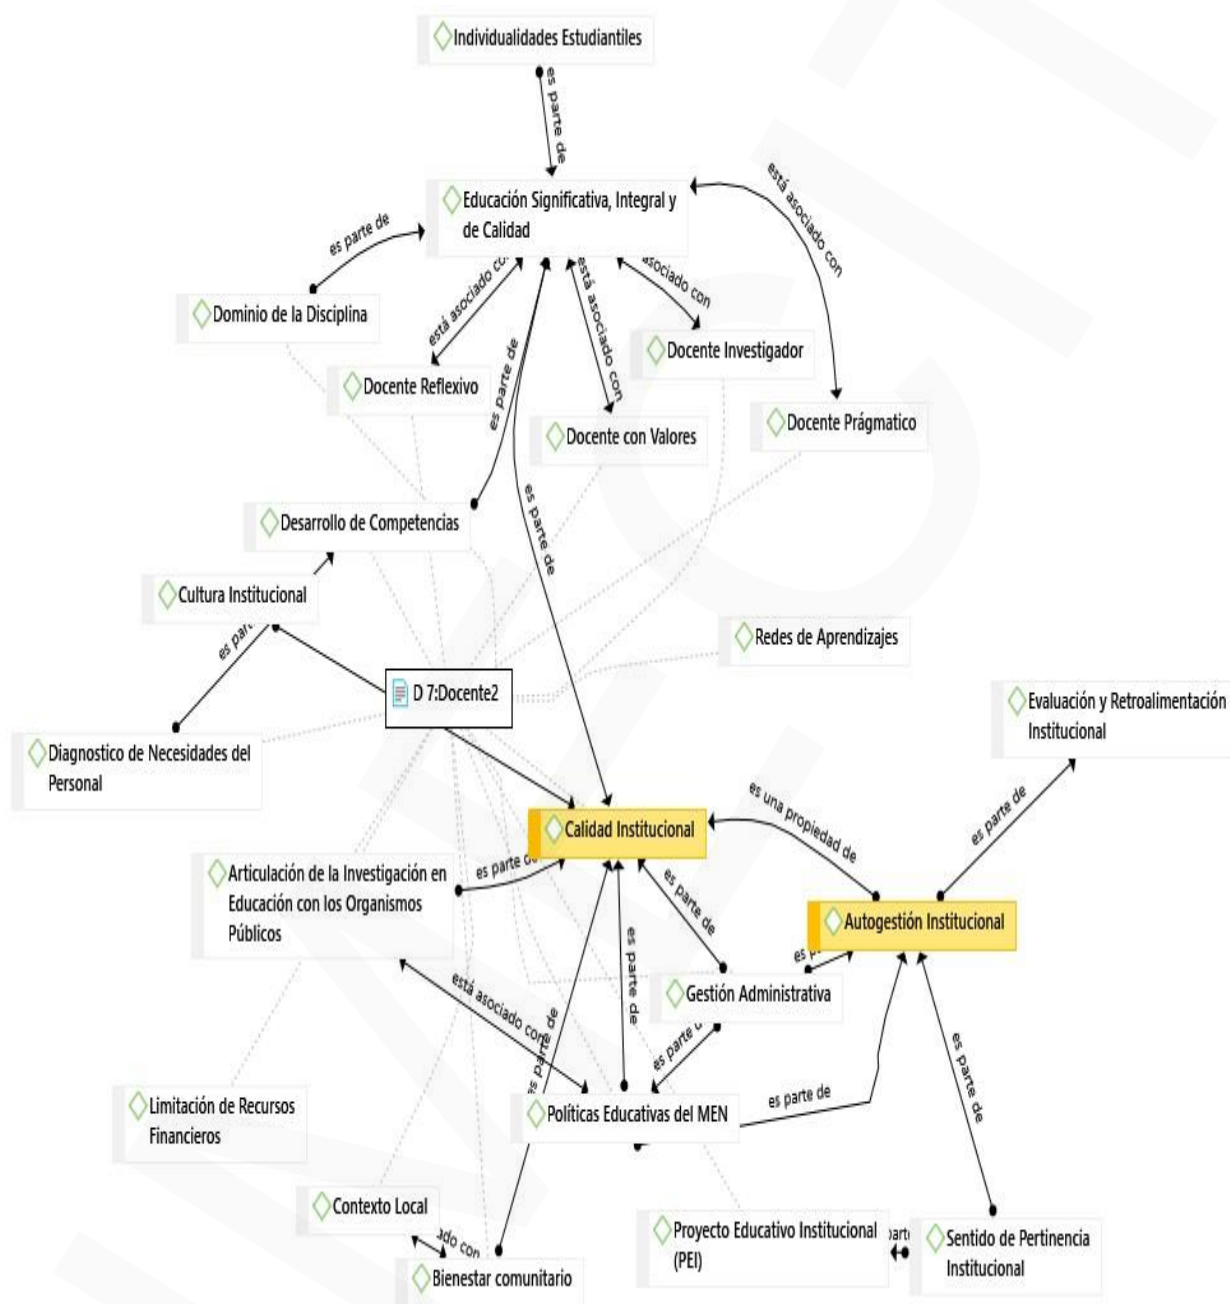 Individualidades Estudiantiles
es parte de
Educación Significativa, Integral y
de Calidad
está asociado con
es parte de
Dominio de la Disciplina
está asociado con
es parte de
está asociado con
asociado con
Docente Investigador
Docente Reflexivo
Docente con Valores
Docente Prágmatico
es parte de
Desarrollo de Competencias
Cultura Institucional
es
Redes de Aprendizajes
D 7:Docente2
Diagnostico de Necesidades del
Personal
Evaluación y Retroalimentación
Institucional
Calidad Institucional
es una propiedad de
es parte de
Articulación de la Investigación en
Educación con los Organismos
Públicos
es parte
es parte de
Autogestión Institucional
es parte de
está asociado con
es parte de
Gestión Administrativa
es parte
es parte de
Limitación de Recursos
Financieros
Políticas Educativas del MEN
es parte de
Contexto Local
con
Bienestar comunitario
Proyecto Educativo Institucional
(PEI)
Sentido de Pertinencia
Institucional